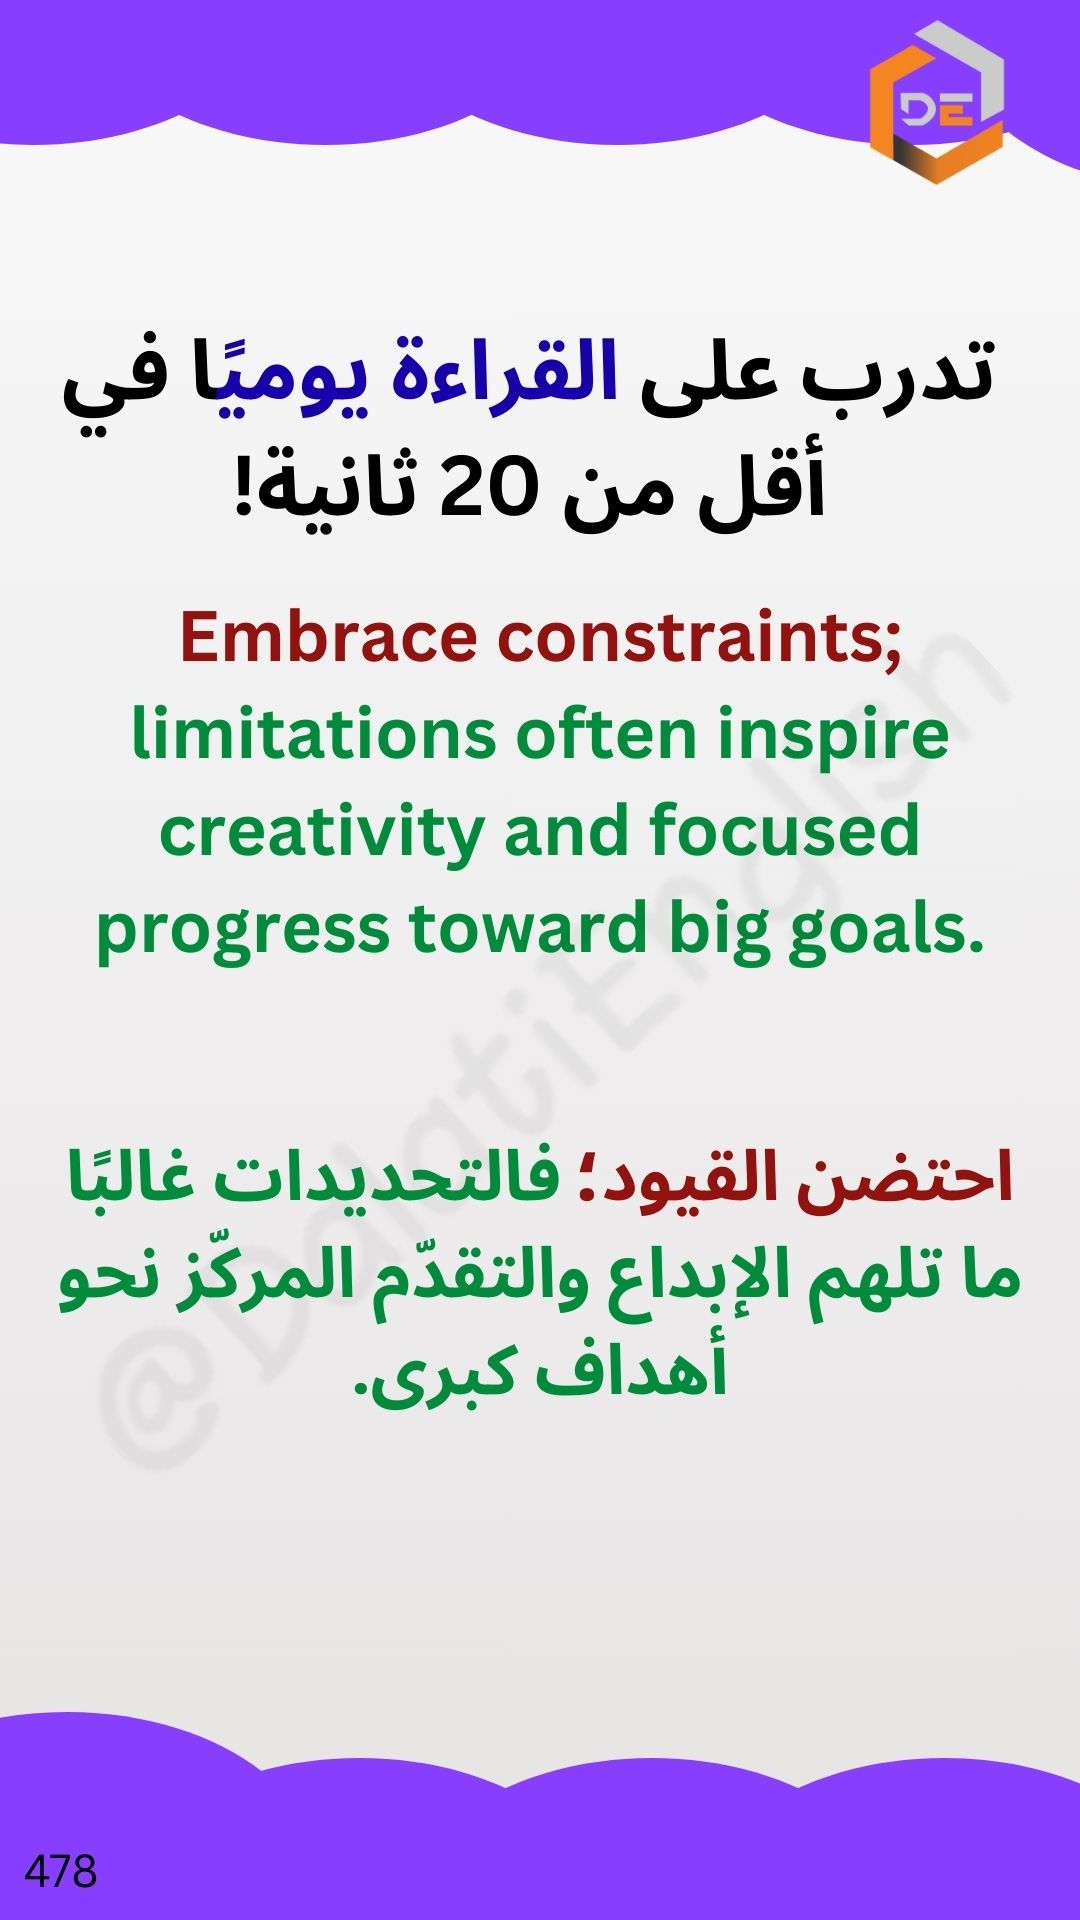 DE
تدرب على القراءة يوميًا في
أقل من 20 ثانية!
Embrace constraints;
limitations often inspire
creativity and focused
progress toward big goals.
احتضن القيود؛ فالتحديدات غالبًا
ما تلهم الإبداع والتقدّم المركّز نحو
أهداف كبرى.
@DalatiEnglish
478